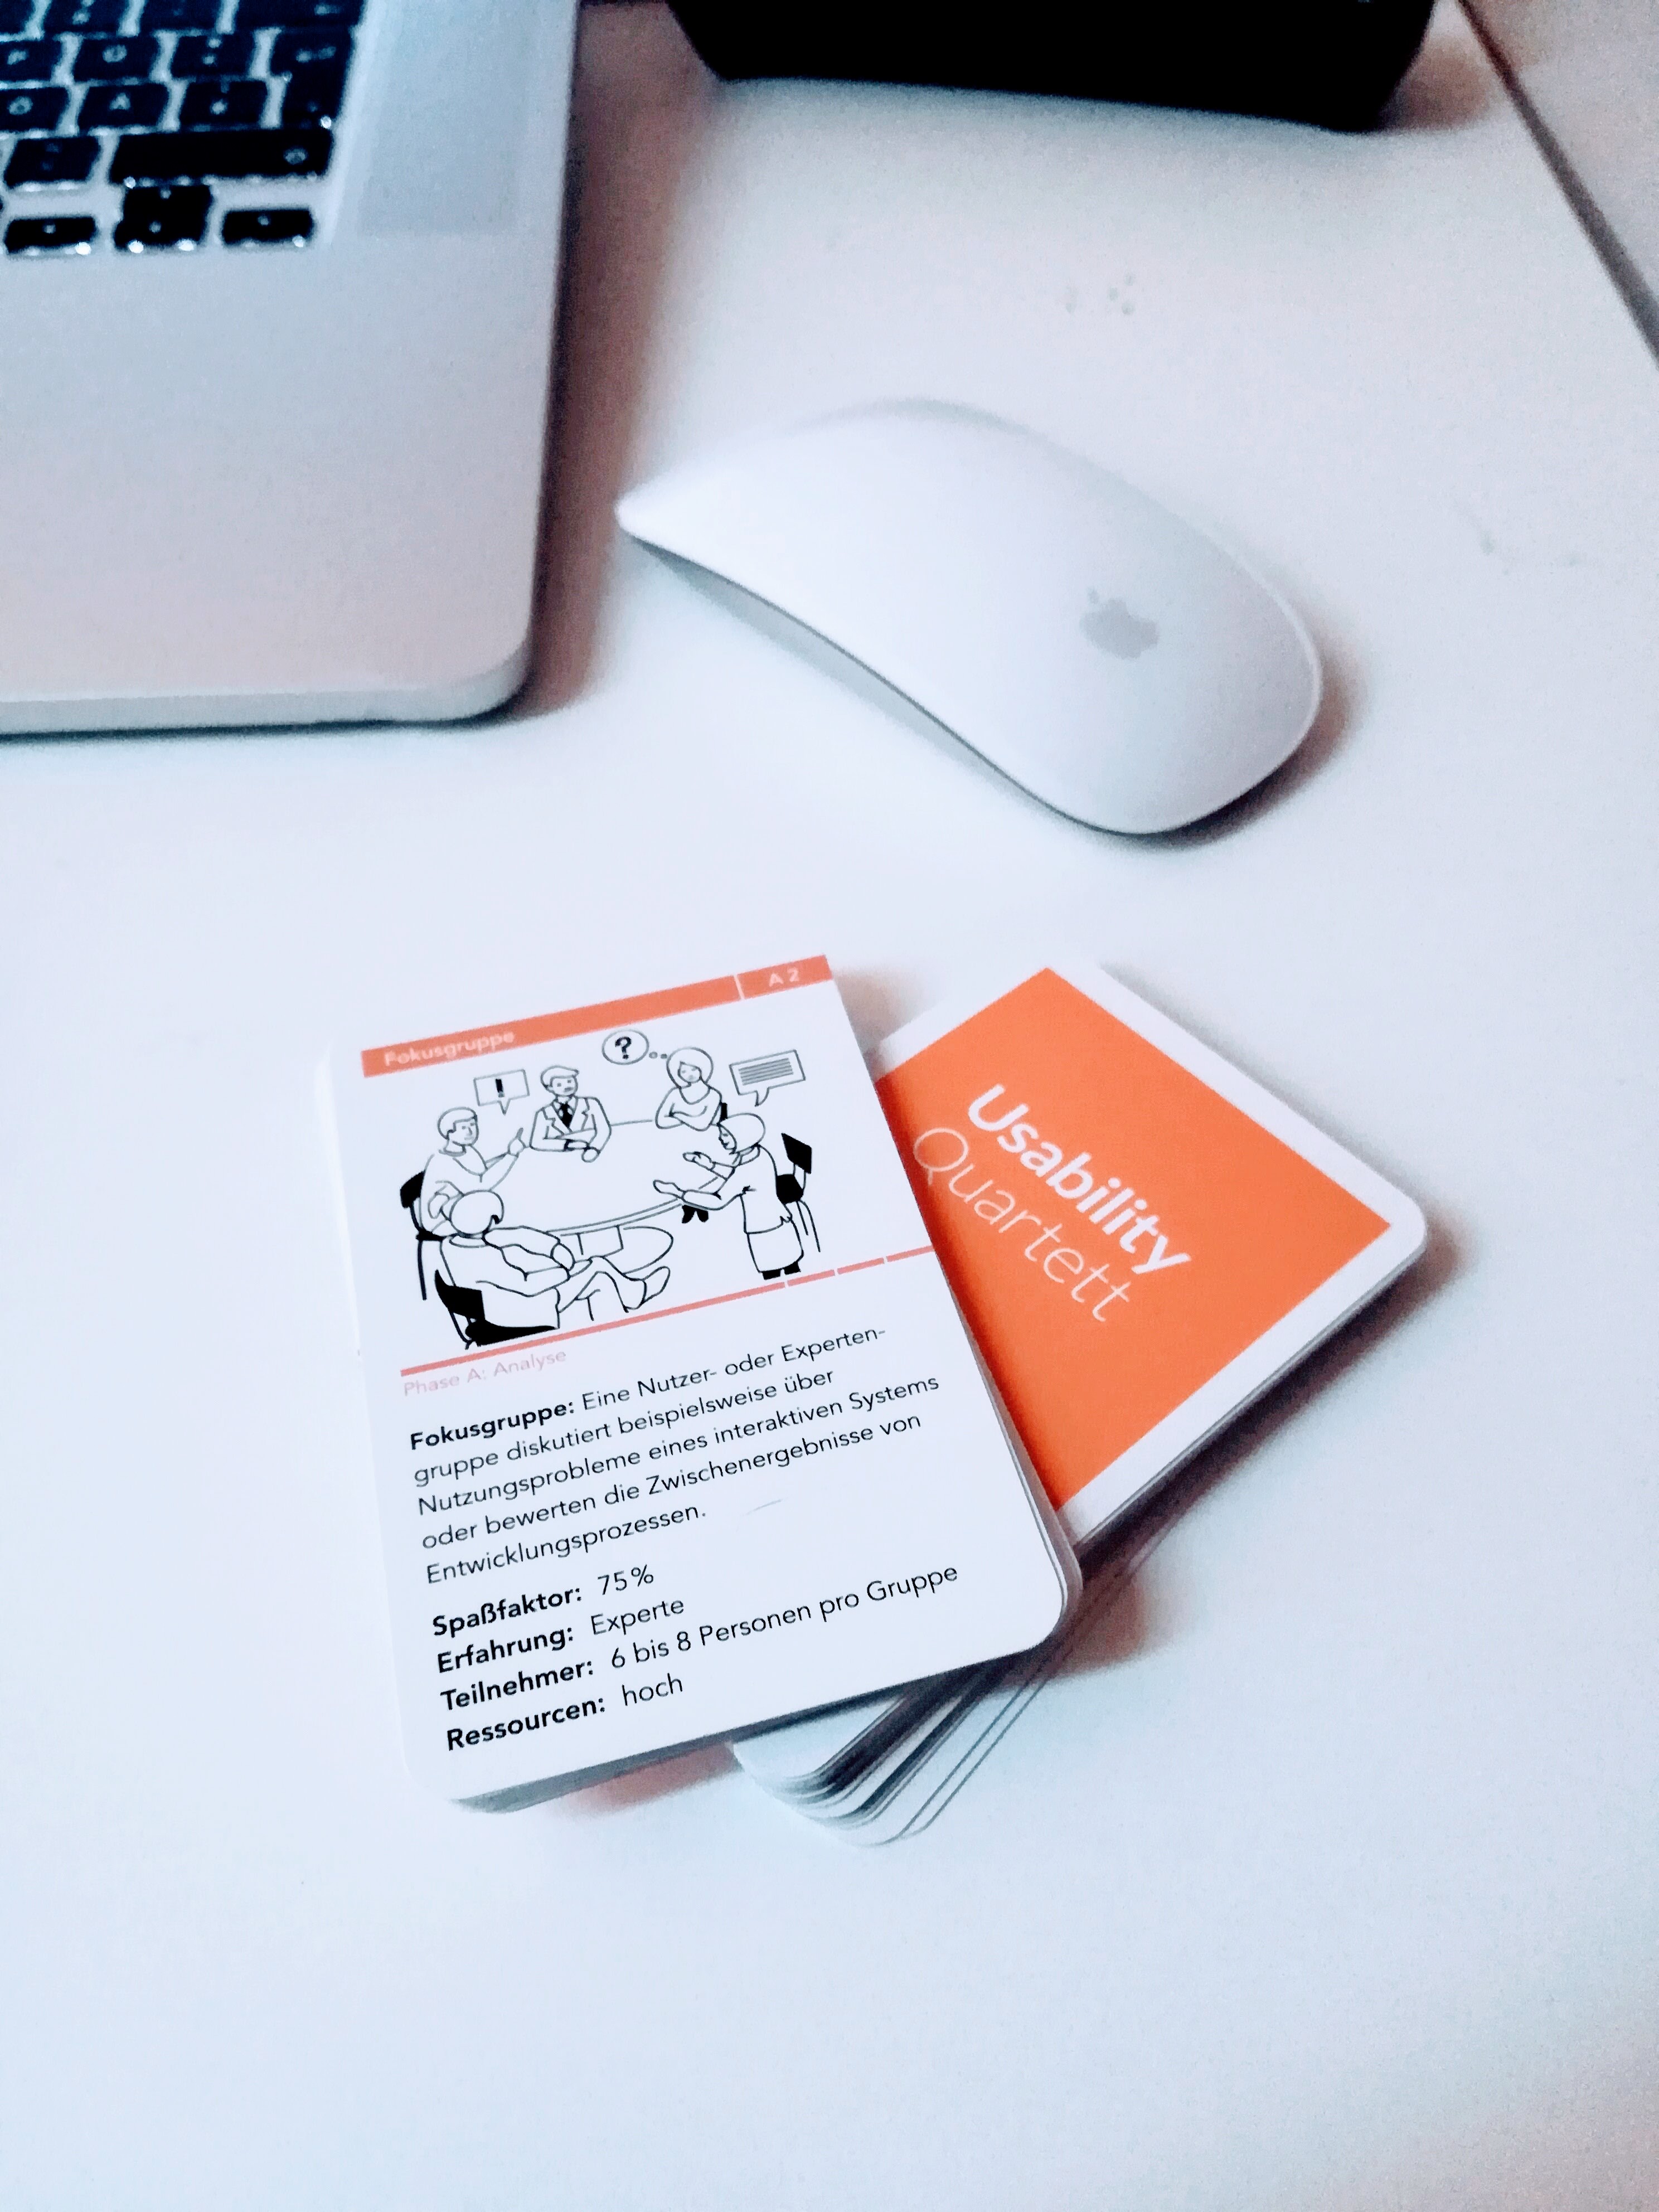 Fokusgruppe A 2
!
?
Phase A: Analyse
Fokusgruppe: Eine Nutzer- oder Experten-
gruppe diskutiert beispielsweise über
Nutzungsprobleme eines interaktiven Systems
oder bewerten die Zwischenergebnisse von
Entwicklungsprozessen.
Spaßfaktor: 75%
Erfahrung: Experte
Teilnehmer: 6 bis 8 Personen pro Gruppe
Ressourcen: hoch
Usability
Quartett